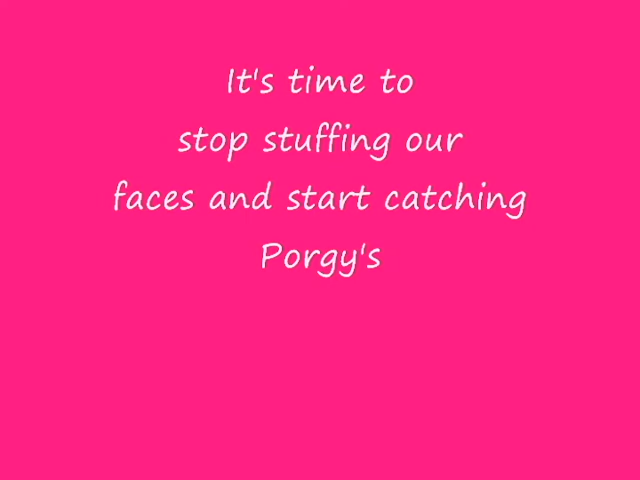 It's time to
stop stuffing our
faces and start catching
Porgy's